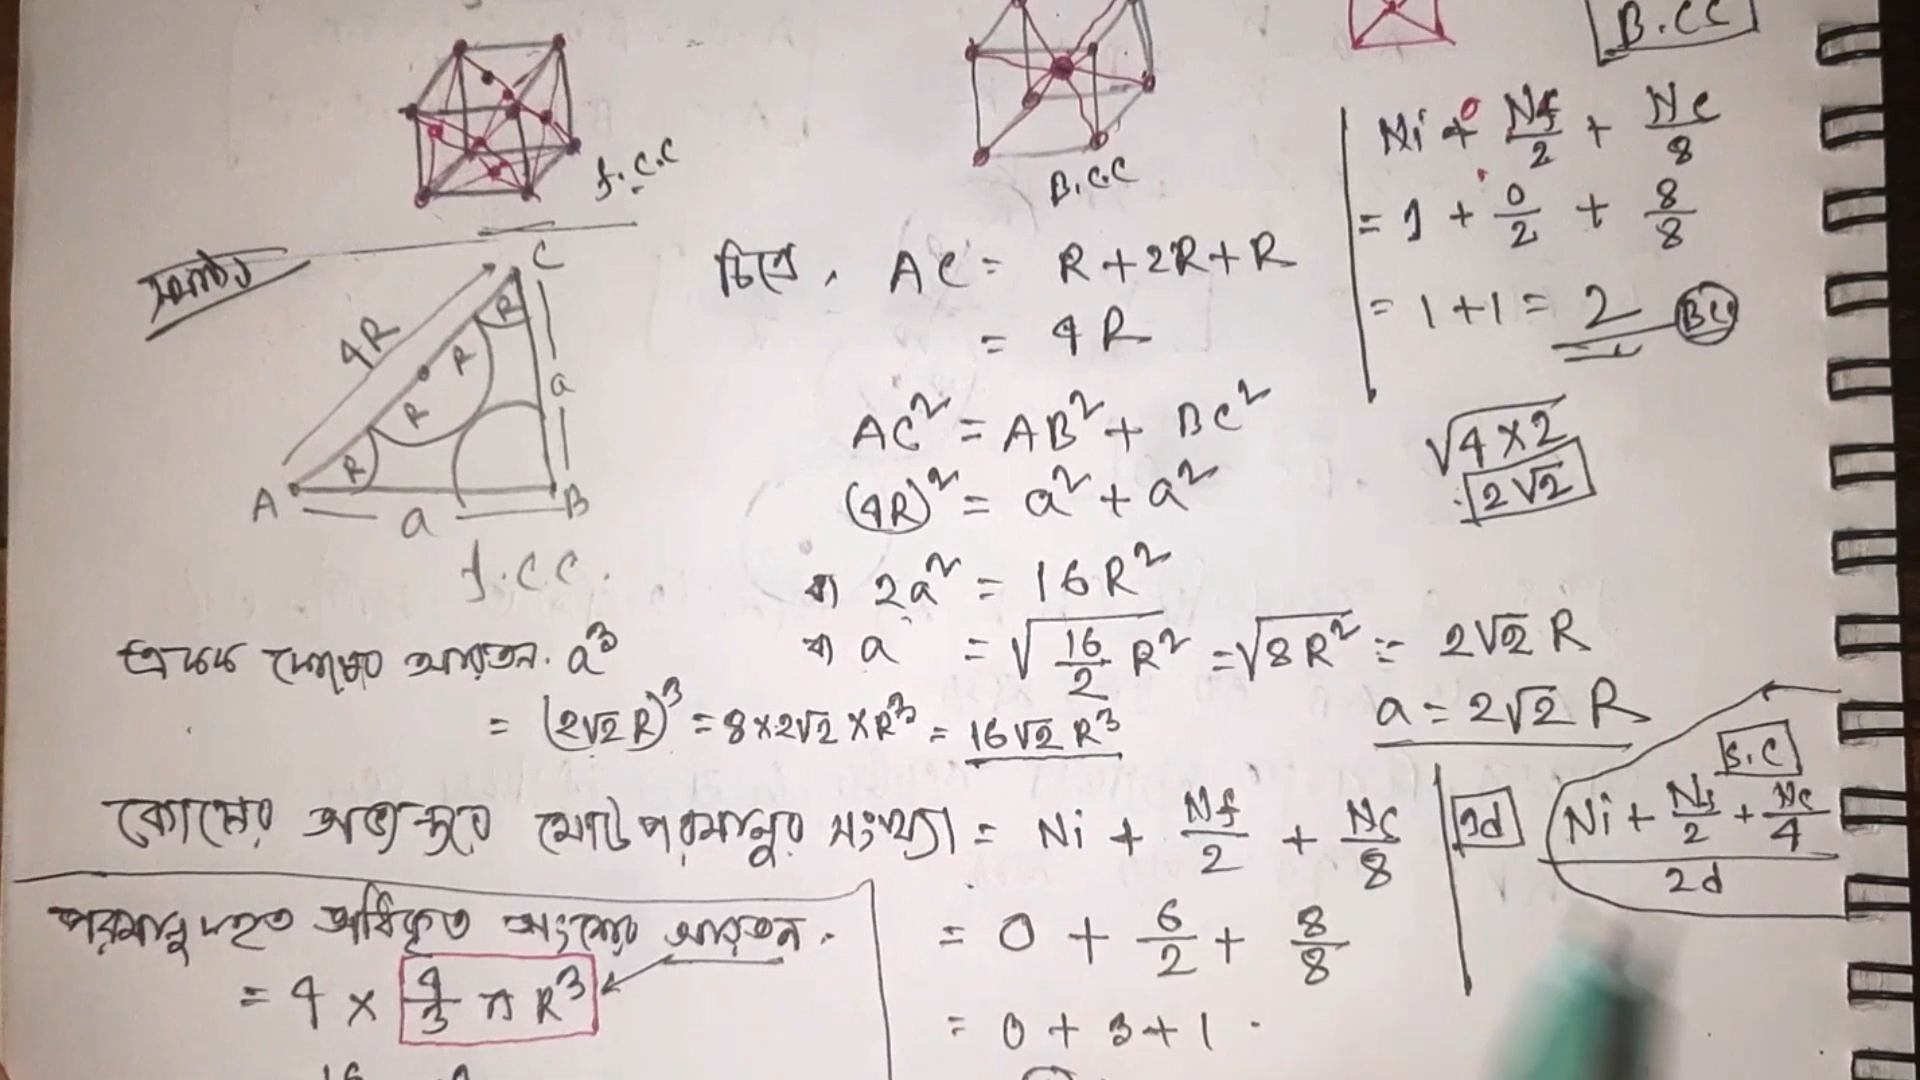 B.CC
f.c.c
B.C.C
Ni + Nf/2 + Nc/8
= 1 + 0/2 + 8/8
= 1 + 1 = 2
C
4R
R
R
R
R
a
A
a
B
f.c.c.
চিত্রে, AC = R + 2R + R
= 4R
AC² = AB² + BC²
(4R)² = a² + a²
বা 2a² = 16R²
বা a = √16/2 R² = √8R² = 2√2 R
a = 2√2 R
√4×2
2√2
একক কোষের আয়তন. a³
= (2√2 R)³ = 8×2√2 ×R³ = 16√2 R³
কোষের অভ্যন্তরে মোট পরমানুর সংখ্যা = Ni + Nf/2 + Nc/8
= 0 + 6/2 + 8/8
= 0 + 3 + 1
S.C
2d
Ni + Nf/2 + Nc/4
2d
পরমানু দ্বারা অধিকৃত অংশের আয়তন.
= 4 × 4/3 π R³